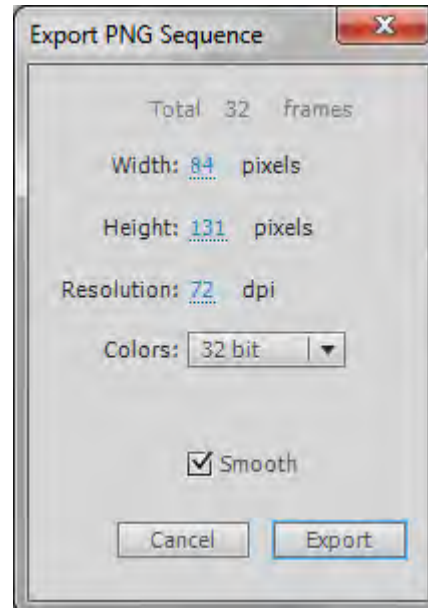 Export PNG Sequence
Total 32 frames
Width: 84 pixels
Height: 131 pixels
Resolution: 72 dpi
Colors: 32 bit
Smooth
Cancel Export